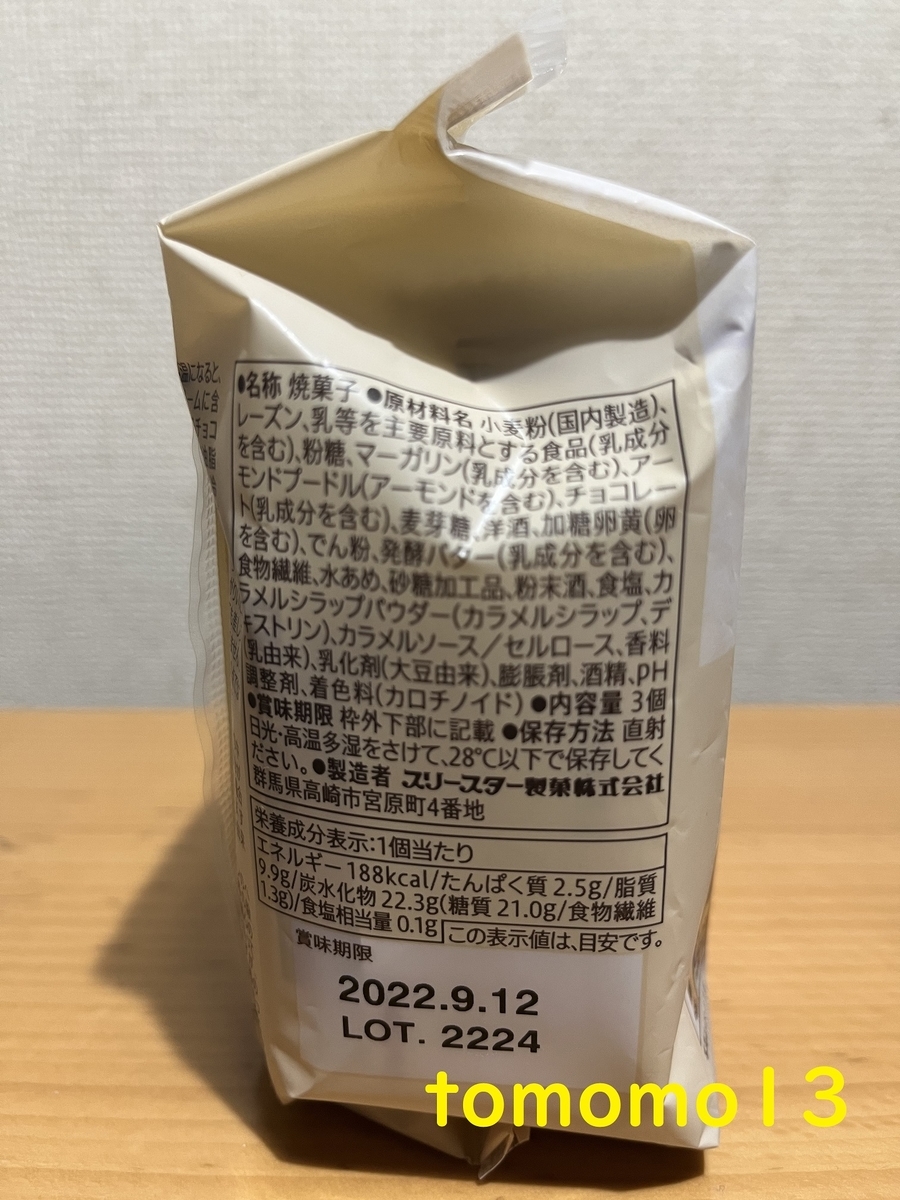 ●名称 焼菓子 ●原材料名 小麦粉(国内製造)、
レーズン、乳等を主要原料とする食品(乳成分
を含む)、粉糖、マーガリン(乳成分を含む)、アー
モンドプードル(アーモンドを含む)、チョコレー
ト(乳成分を含む)、麦芽糖、洋酒、加糖卵黄(卵
を含む)、でん粉、発酵バター(乳成分を含む)、
食物繊維、水あめ、砂糖加工品、粉末酒、食塩、カ
ラメルシラップパウダー(カラメルシラップ、デ
キストリン)、カラメルソース／セルロース、香料
(乳由来)、乳化剤(大豆由来)、膨脹剤、酒精、pH
調整剤、着色料(カロチノイド) ●内容量 3個
●賞味期限 枠外下部に記載 ●保存方法 直射
日光・高温多湿をさけて、28℃以下で保存してく
ださい。●製造者 スリースター製菓株式会社
群馬県高崎市宮原町4番地
栄養成分表示:1個当たり
エネルギー 188kcal/たんぱく質 2.5g/脂質
9.9g/炭水化物 22.3g(糖質 21.0g/食物繊維
1.3g)/食塩相当量 0.1g この表示値は、目安です。
賞味期限
2022.9.12
LOT. 2224
になると、
ームに含
チョコ
tomomo13